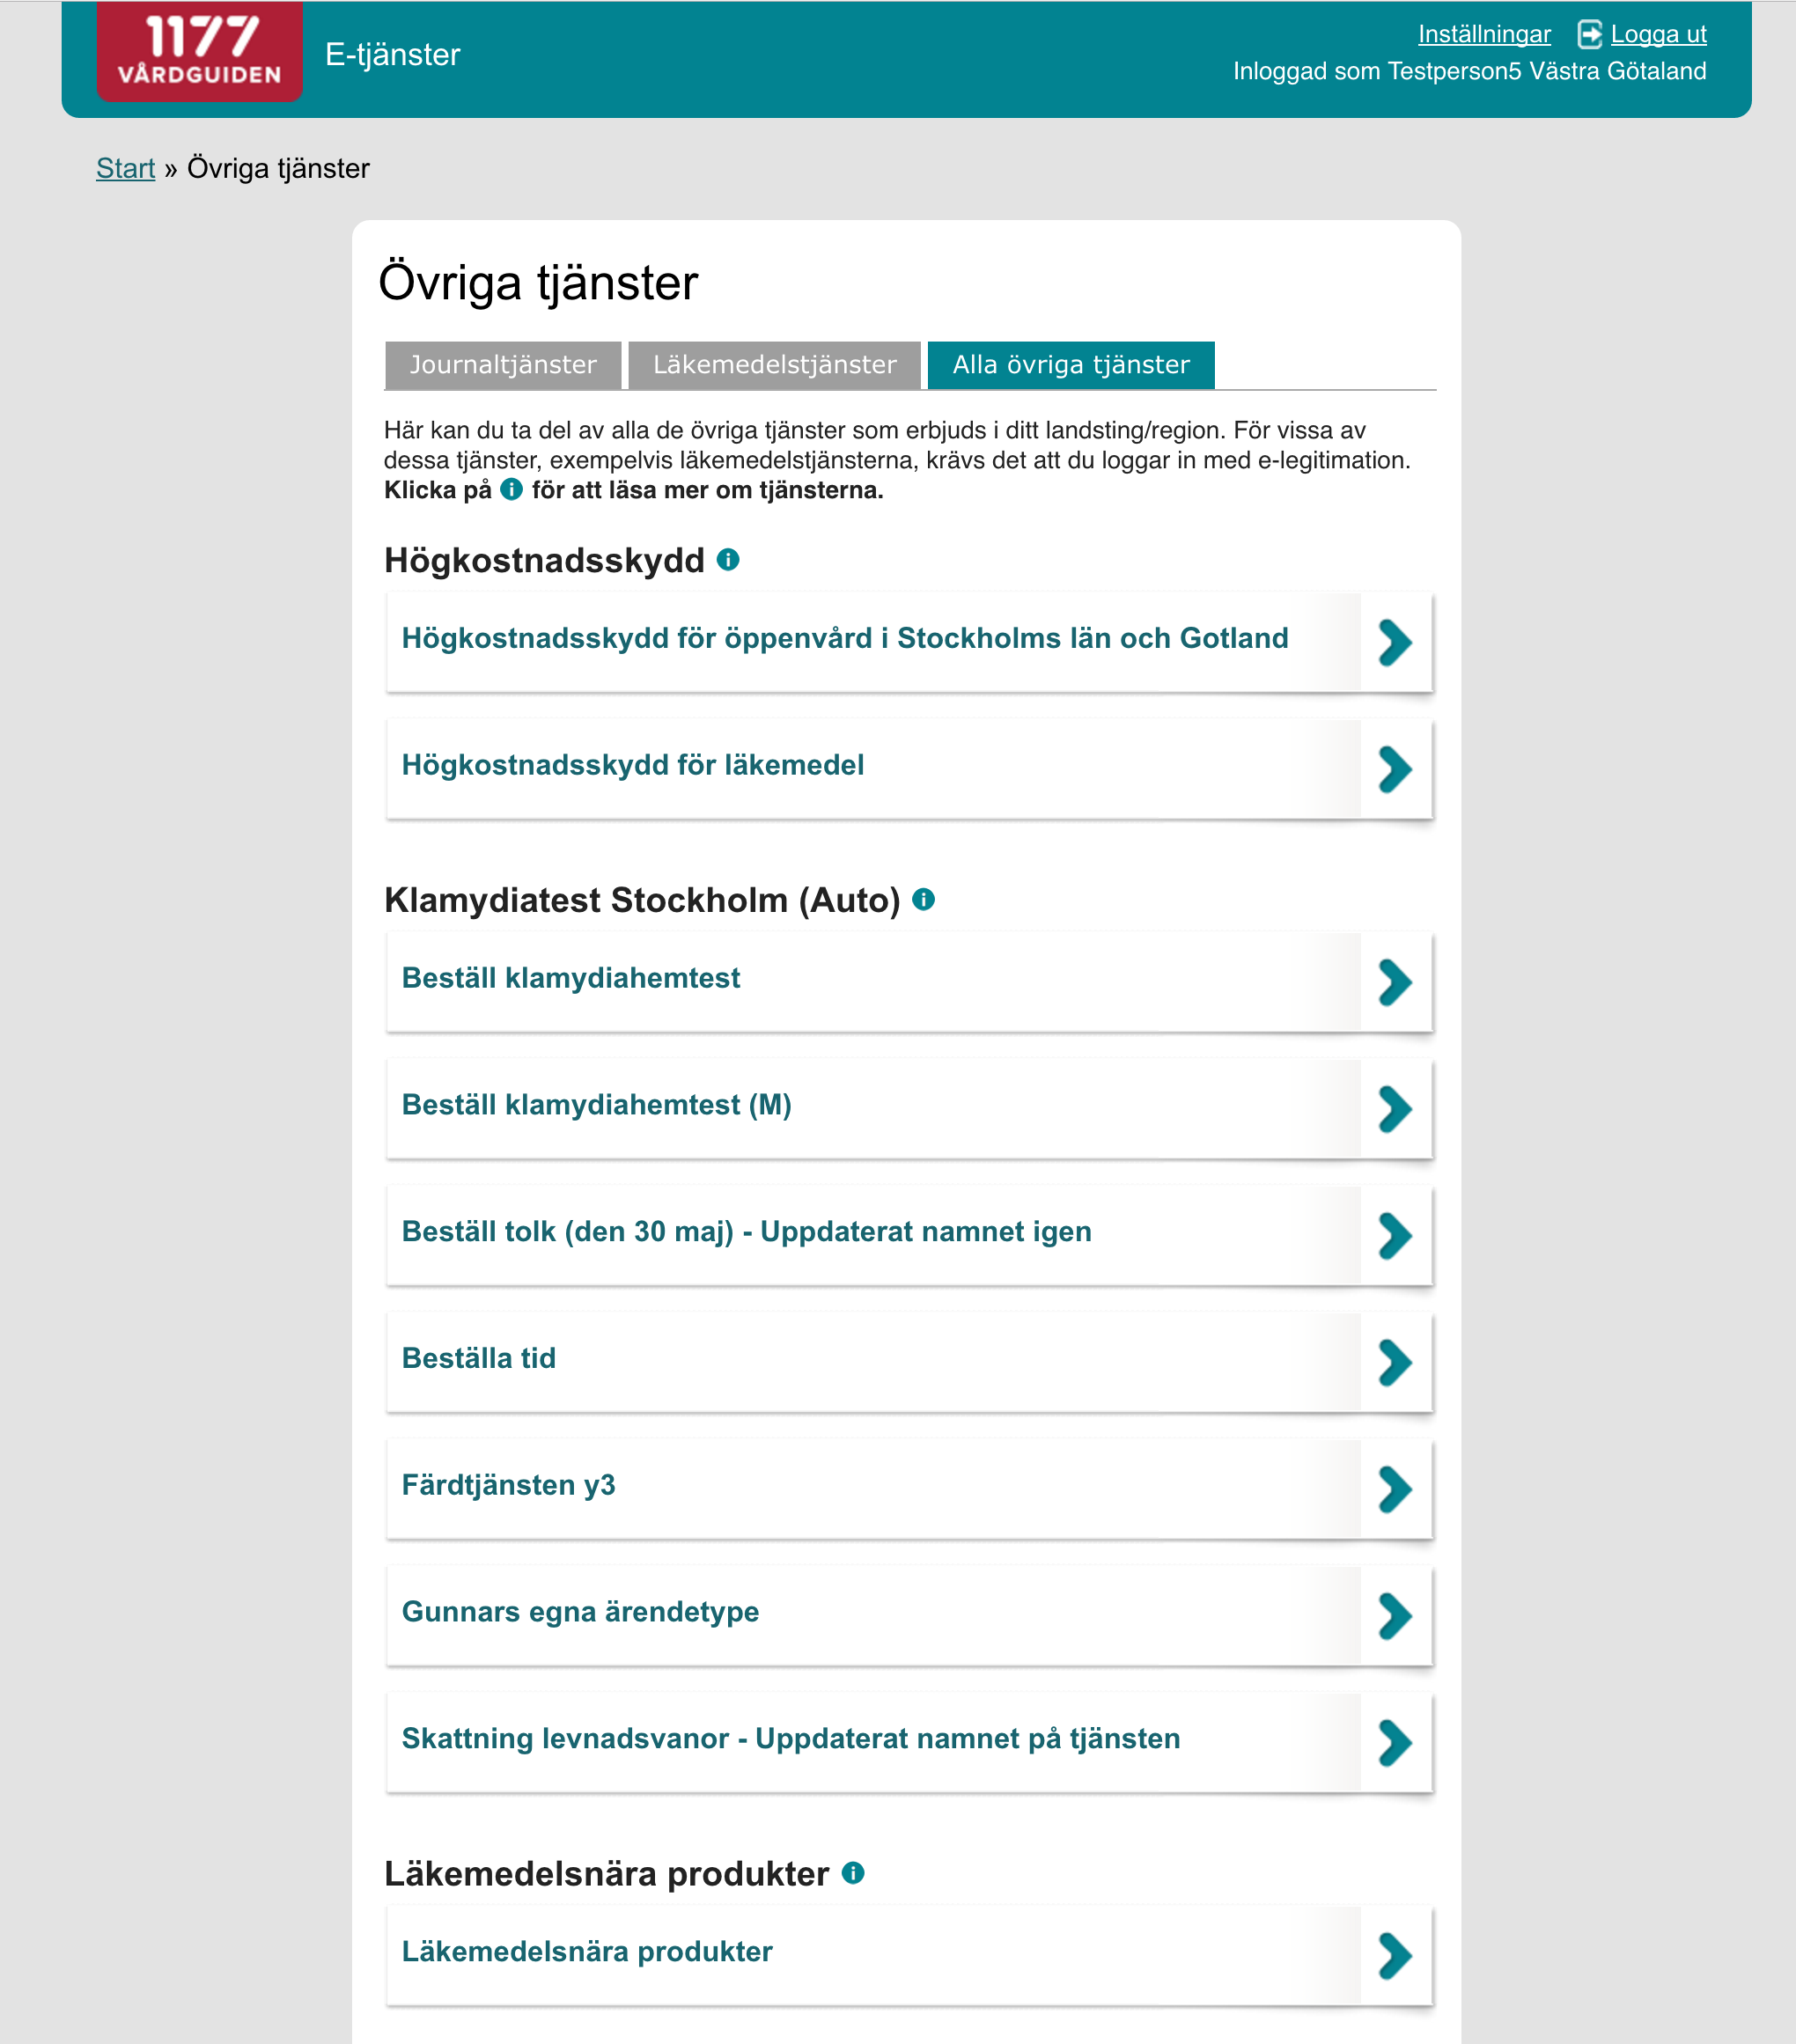 1177
VÅRDGUIDEN
E-tjänster
Inställningar Logga ut
Inloggad som Testperson5 Västra Götaland
Start » Övriga tjänster
Övriga tjänster
Journaltjänster Läkemedelstjänster Alla övriga tjänster
Här kan du ta del av alla de övriga tjänster som erbjuds i ditt landsting/region. För vissa av
dessa tjänster, exempelvis läkemedelstjänsterna, krävs det att du loggar in med e-legitimation.
Klicka på i för att läsa mer om tjänsterna.
Högkostnadsskydd i
Högkostnadsskydd för öppenvård i Stockholms län och Gotland
Högkostnadsskydd för läkemedel
Klamydiatest Stockholm (Auto) i
Beställ klamydiahemtest
Beställ klamydiahemtest (M)
Beställ tolk (den 30 maj) - Uppdaterat namnet igen
Beställa tid
Färdtjänsten y3
Gunnars egna ärendetype
Skattning levnadsvanor - Uppdaterat namnet på tjänsten
Läkemedelsnära produkter i
Läkemedelsnära produkter